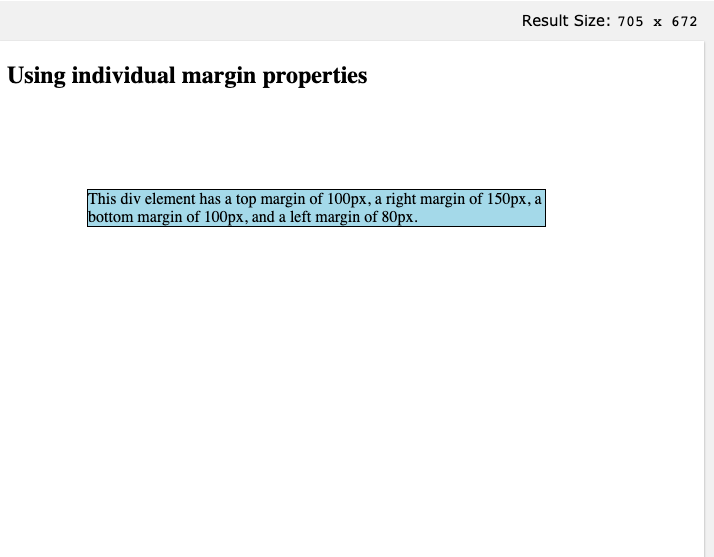 Result Size: 705 x 672
Using individual margin properties
This div element has a top margin of 100px, a right margin of 150px, a
bottom margin of 100px, and a left margin of 80px.